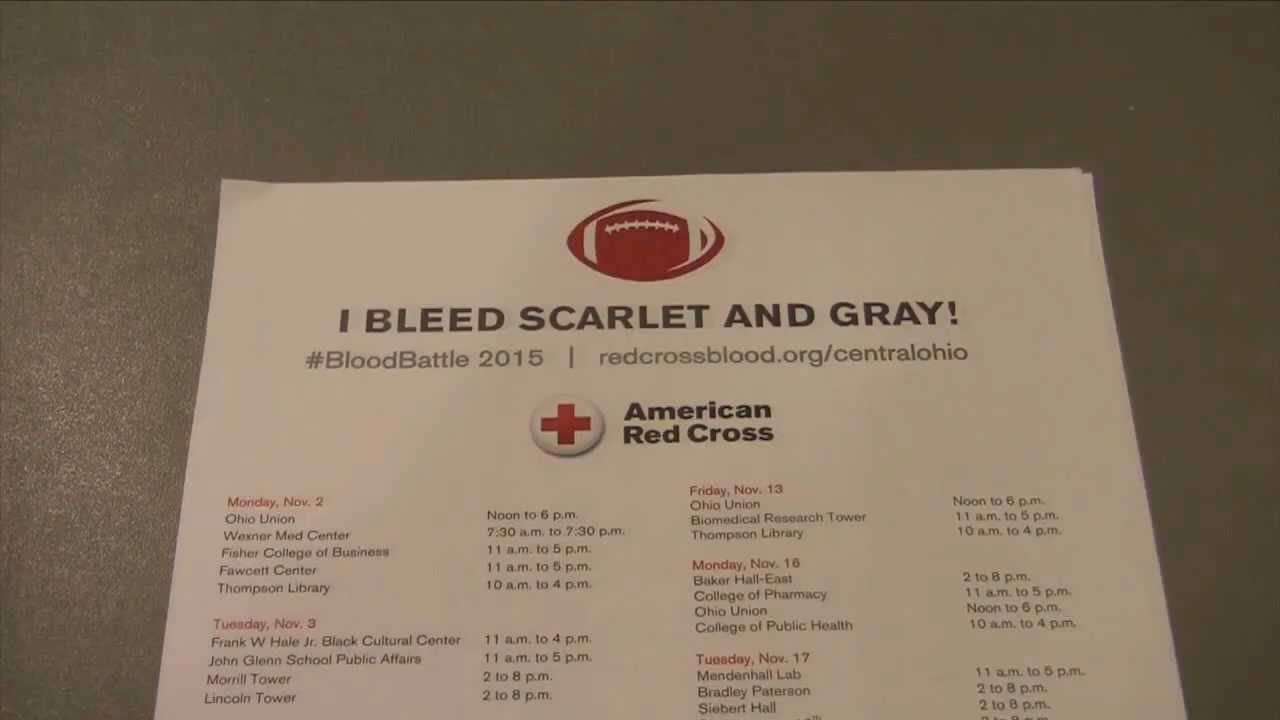 I BLEED SCARLET AND GRAY!
#BloodBattle 2015 | redcrossblood.org/centralohio
American
Red Cross
Monday, Nov. 2
Ohio Union Noon to 6 p.m.
Wexner Med Center 7:30 a.m. to 7:30 p.m.
Fisher College of Business 11 a.m. to 5 p.m.
Fawcett Center 11 a.m. to 5 p.m.
Thompson Library 10 a.m. to 4 p.m.
Tuesday, Nov. 3
Frank W Hale Jr. Black Cultural Center 11 a.m. to 4 p.m.
John Glenn School Public Affairs 11 a.m. to 5 p.m.
Morrill Tower 2 to 8 p.m.
Lincoln Tower 2 to 8 p.m.
Friday, Nov. 13
Ohio Union Noon to 6 p.m.
Biomedical Research Tower 11 a.m. to 5 p.m.
Thompson Library 10 a.m. to 4 p.m.
Monday, Nov. 16
Baker Hall-East 2 to 8 p.m.
College of Pharmacy 11 a.m. to 5 p.m.
Ohio Union Noon to 6 p.m.
College of Public Health 10 a.m. to 4 p.m.
Tuesday, Nov. 17
Mendenhall Lab 11 a.m. to 5 p.m.
Bradley Paterson 2 to 8 p.m.
Siebert Hall 2 to 8 p.m.